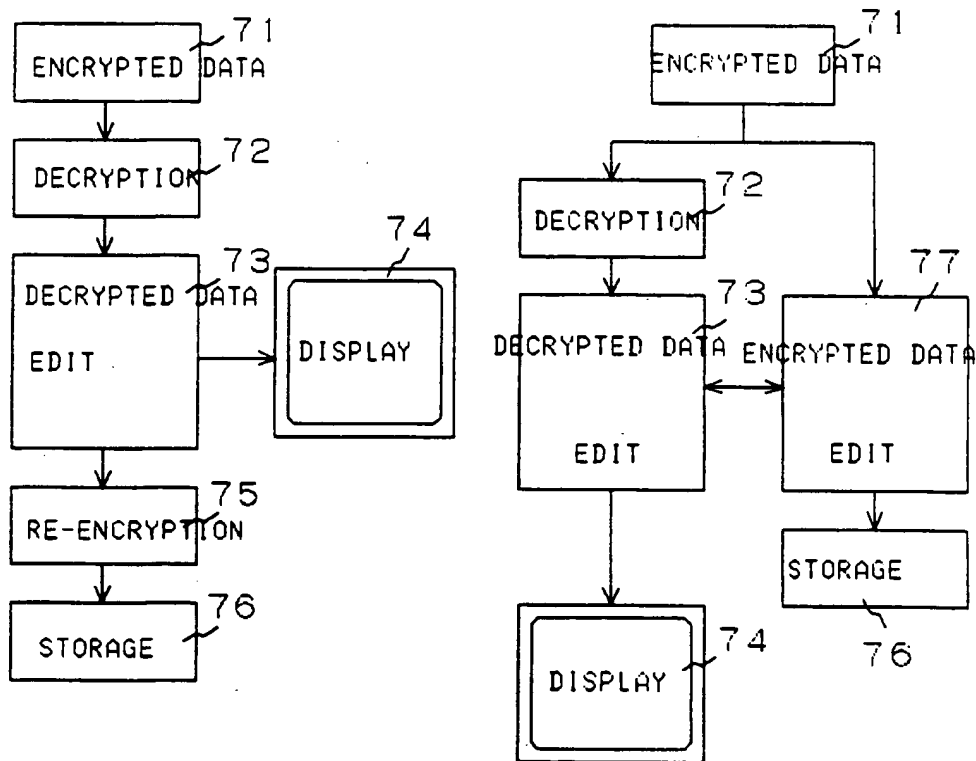 71
ENCRYPTED DATA
72
DECRYPTION
73
DECRYPTED DATA
EDIT
74
DISPLAY
75
RE-ENCRYPTION
76
STORAGE
71
ENCRYPTED DATA
72
DECRYPTION
73
DECRYPTED DATA
EDIT
77
ENCRYPTED DATA
EDIT
STORAGE
76
74
DISPLAY